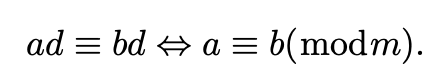 ad ≡ bd ⇔ a ≡ b(modm).